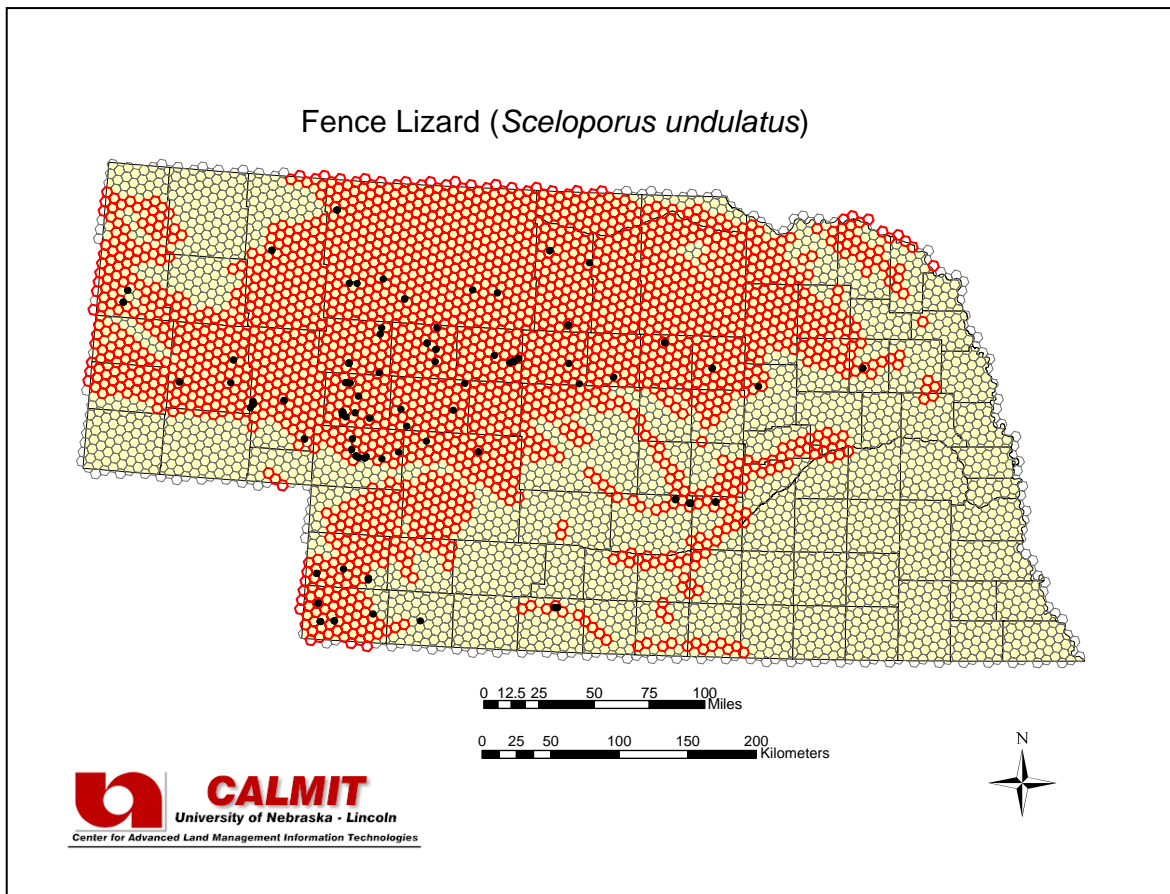 Fence Lizard (Sceloporus undulatus)
0 12.5 25 50 75 100
Miles
0 25 50 100 150 200
Kilometers
N
CALMIT
University of Nebraska - Lincoln
Center for Advanced Land Management Information Technologies